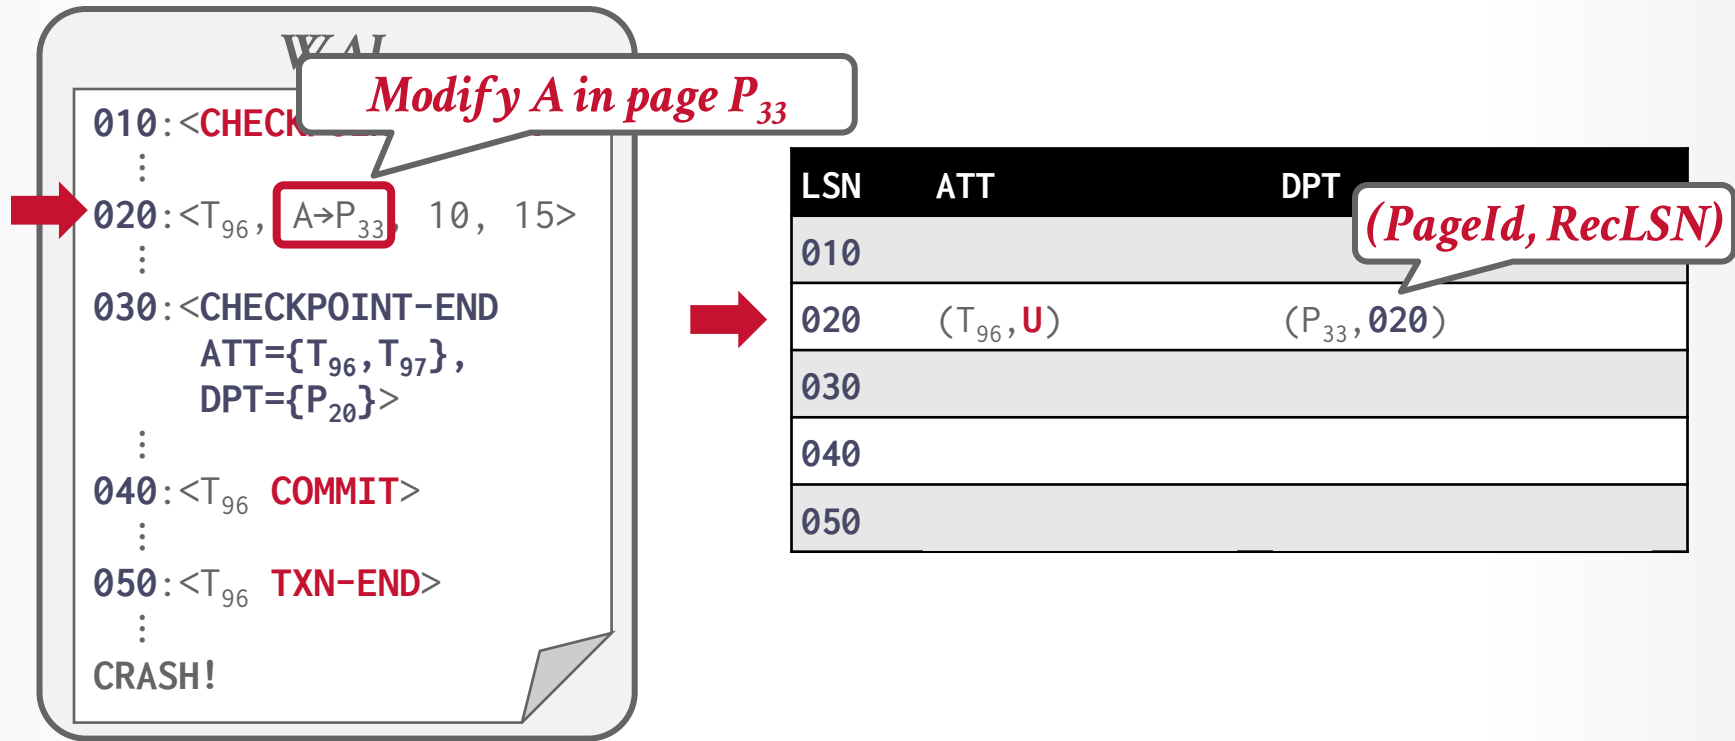 WAL
Modify A in page P33
010:<CHECKPOINT
⋮
020:<T96, A→P33, 10, 15>
⋮
030:<CHECKPOINT-END
ATT={T96,T97},
DPT={P20}>
⋮
040:<T96 COMMIT>
⋮
050:<T96 TXN-END>
⋮
CRASH!
LSN ATT DPT
(PageId, RecLSN)
010
020 (T96,U) (P33,020)
030
040
050